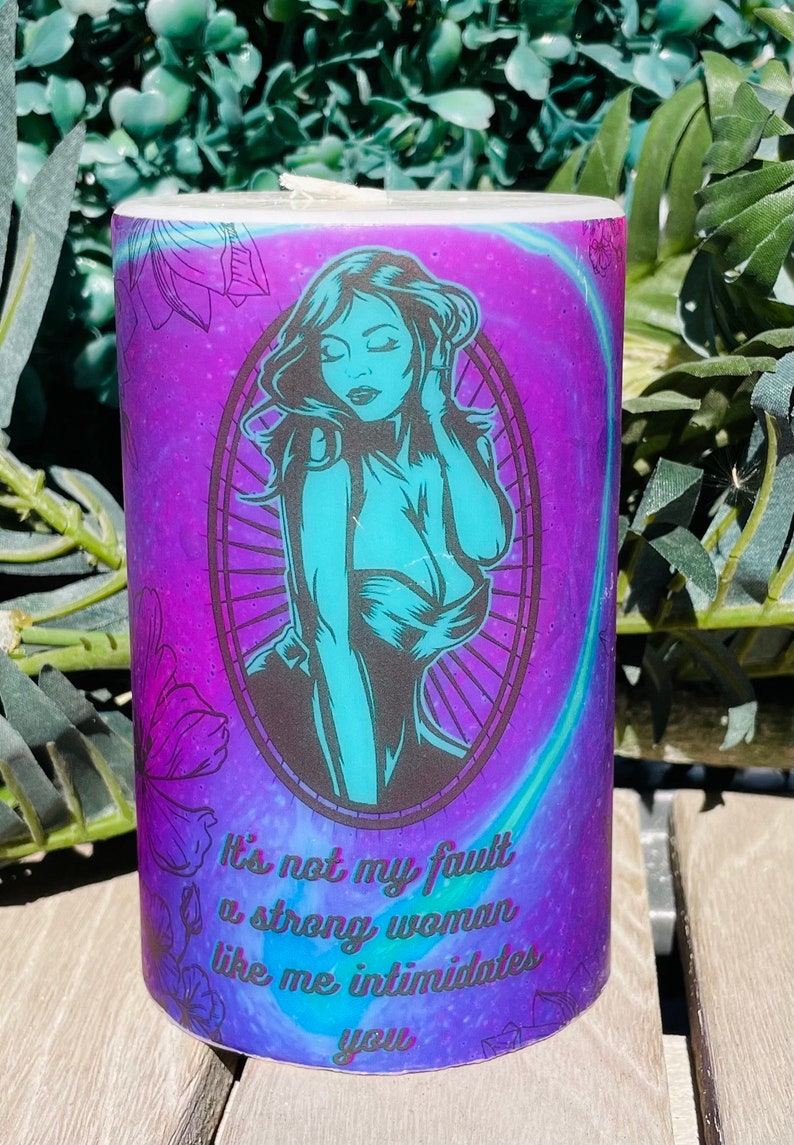 It's not my fault
a strong woman
like me intimidates
you